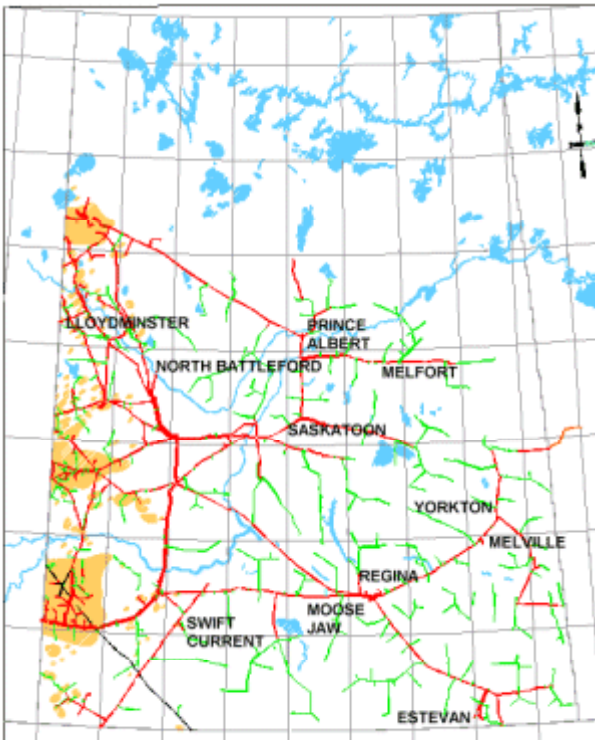 LLOYDMINSTER
PRINCE
ALBERT
NORTH BATTLEFORD
MELFORT
SASKATOON
YORKTON
MELVILLE
REGINA
MOOSE
JAW
SWIFT
CURRENT
ESTEVAN